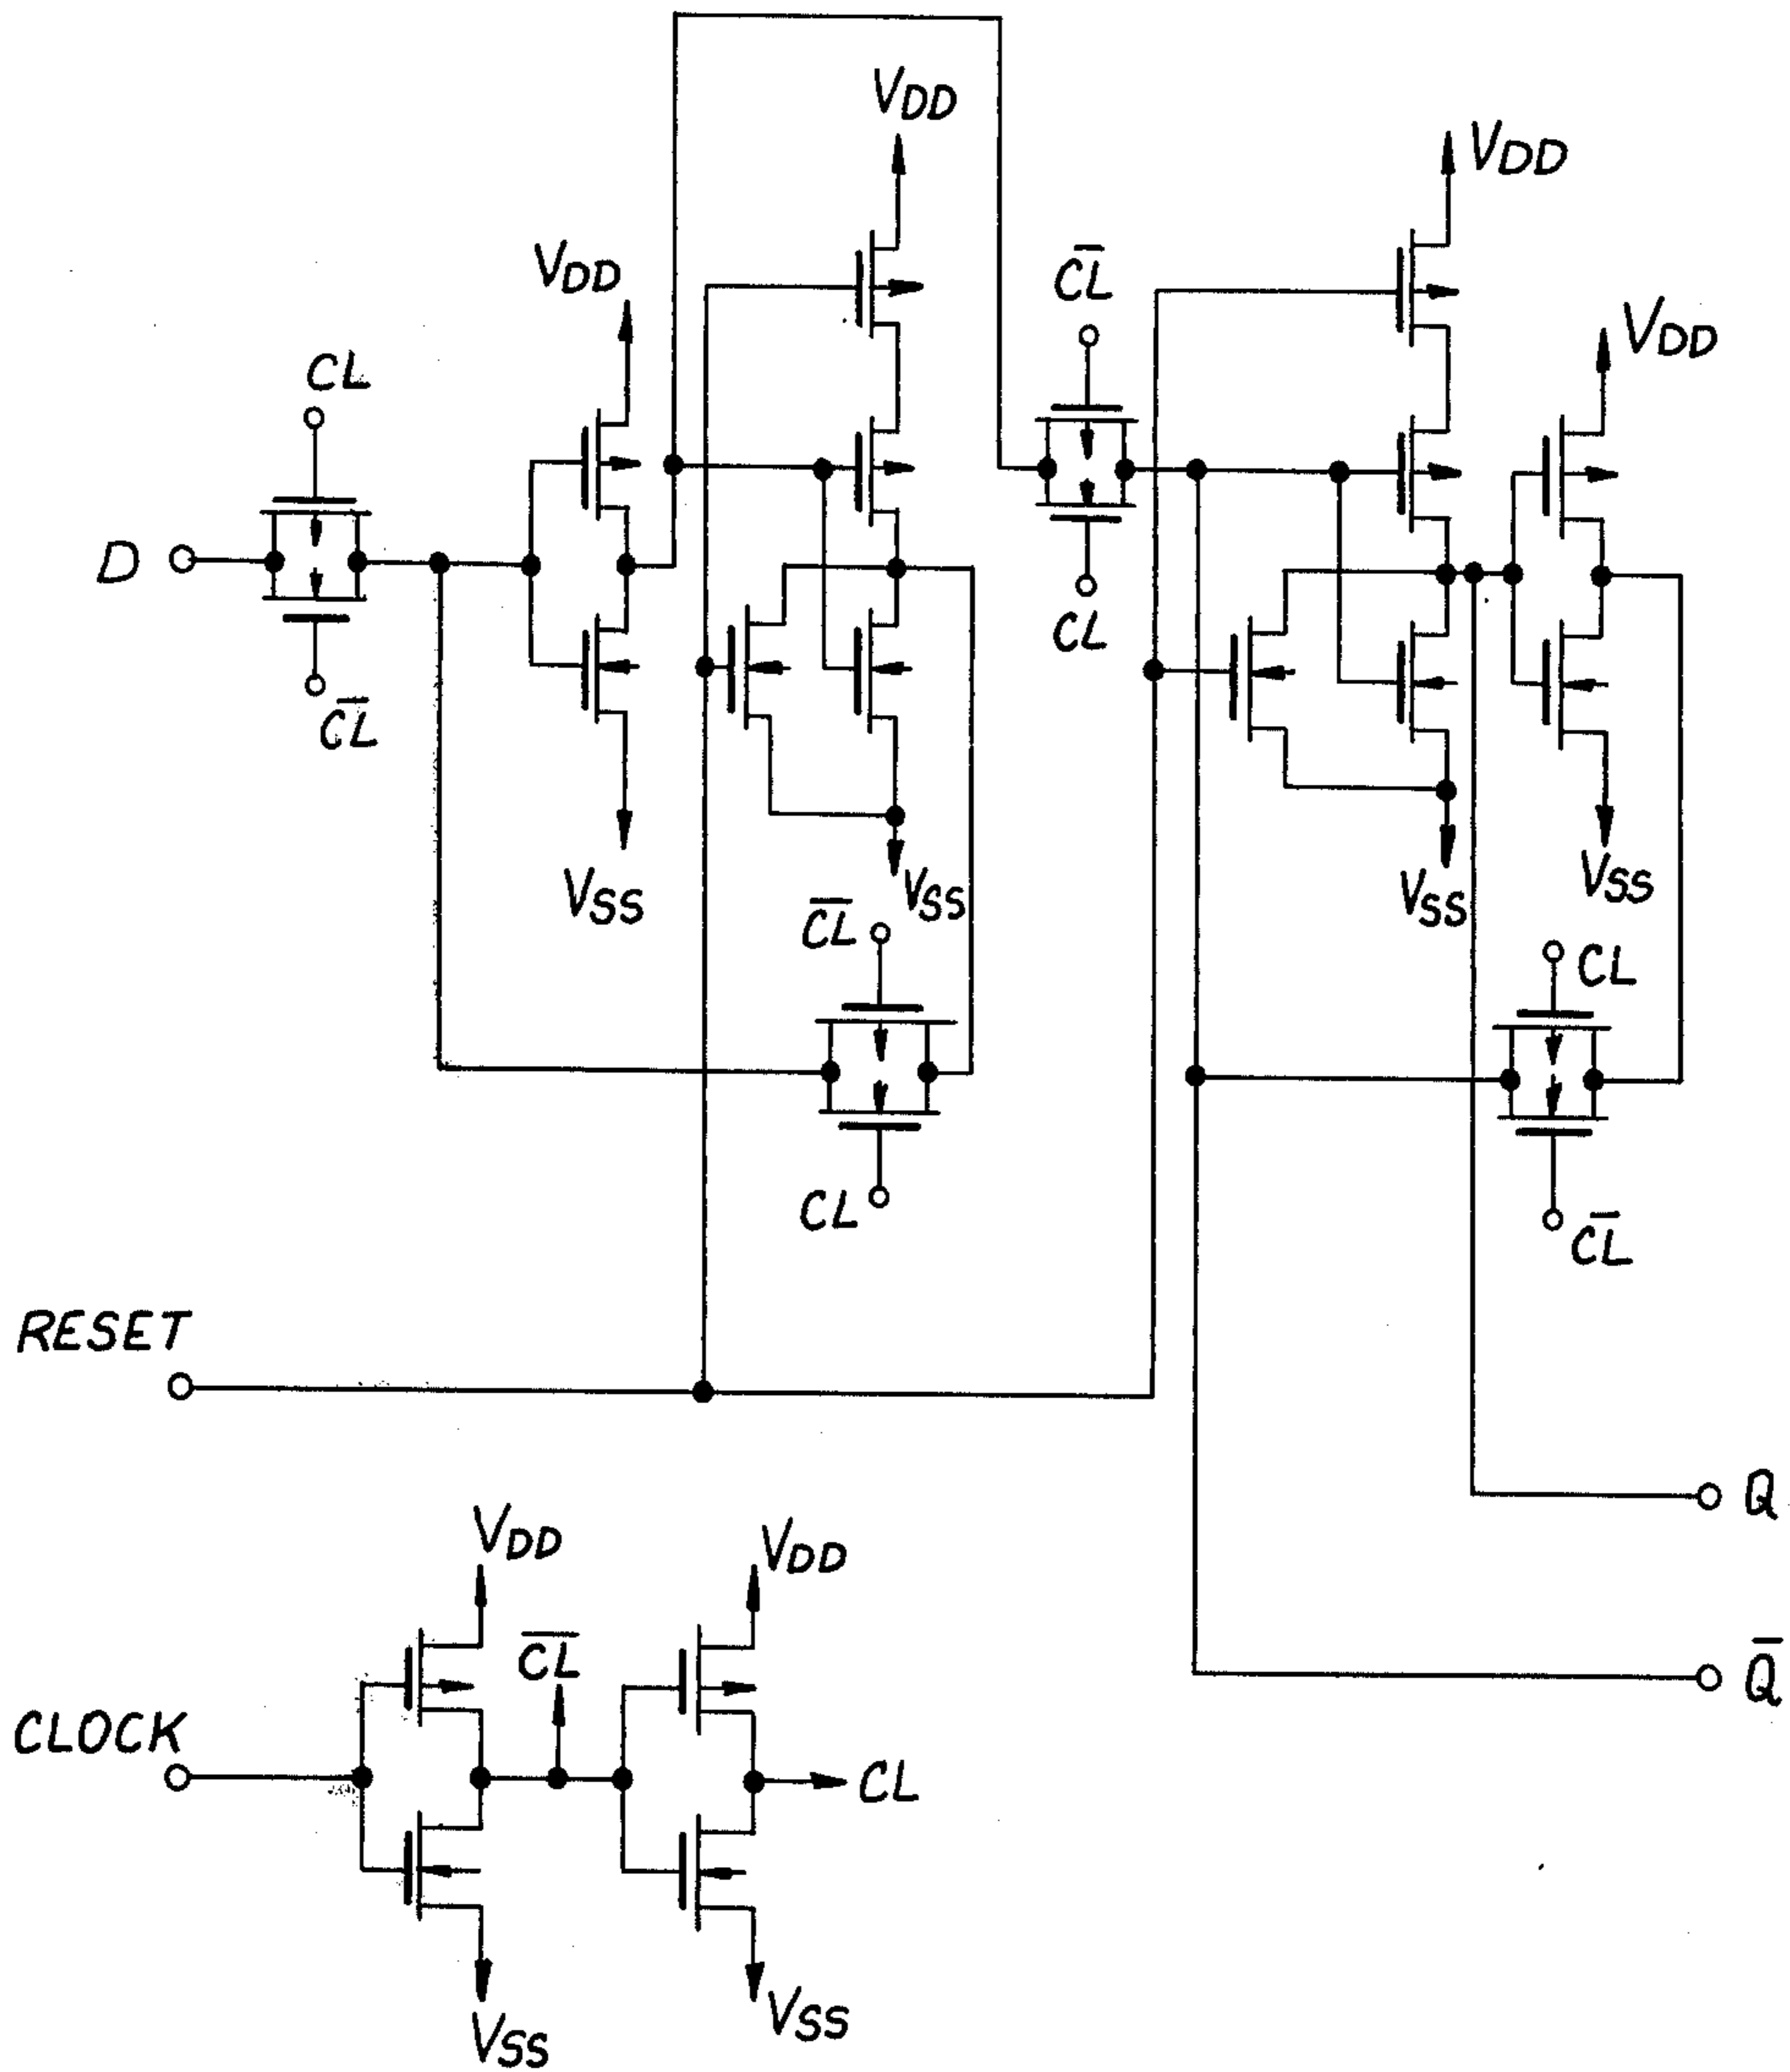 VDD
VDD
C̅L̅
VDD
VDD
CL
D
C̅L̅
CL
VSS
VSS
VSS
VSS
C̅L̅
CL
CL
C̅L̅
RESET
Q
VDD
VDD
C̅L̅
Q̅
CLOCK
CL
VSS
VSS